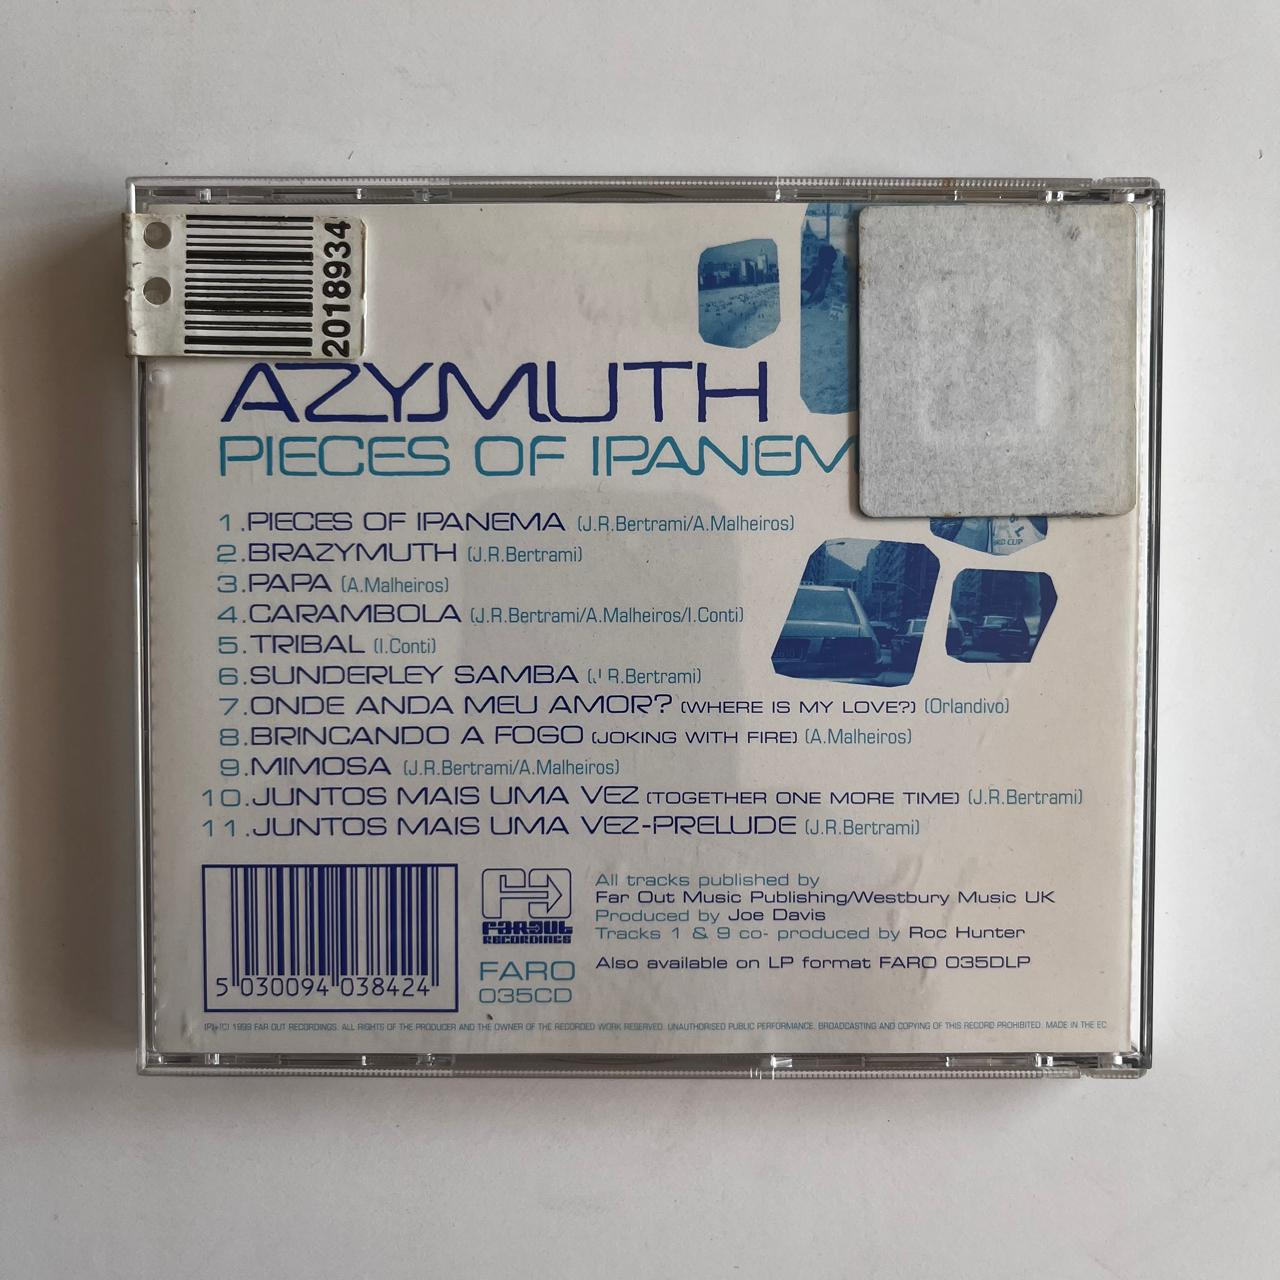 2018934
AZYMUTH
PIECES OF IPANEM
1.PIECES OF IPANEMA (J.R.Bertrami/A.Malheiros)
2.BRAZYMUTH (J.R.Bertrami)
3.PAPA (A.Malheiros)
4.CARAMBOLA (J.R.Bertrami/A.Malheiros/I.Conti)
5.TRIBAL (I.Conti)
6.SUNDERLEY SAMBA (J.R.Bertrami)
7.ONDE ANDA MEU AMOR? (WHERE IS MY LOVE?) (Orlandivo)
8.BRINCANDO A FOGO (JOKING WITH FIRE) (A.Malheiros)
9.MIMOSA (J.R.Bertrami/A.Malheiros)
10.JUNTOS MAIS UMA VEZ (TOGETHER ONE MORE TIME) (J.R.Bertrami)
11.JUNTOS MAIS UMA VEZ-PRELUDE (J.R.Bertrami)
5 030094 038424
FAROUT
RECORDINGS
FARO
035CD
All tracks published by
Far Out Music Publishing/Westbury Music UK
Produced by Joe Davis
Tracks 1 & 9 co- produced by Roc Hunter
Also available on LP format FARO 035DLP
(P)+(C) 1999 FAR OUT RECORDINGS. ALL RIGHTS OF THE PRODUCER AND THE OWNER OF THE RECORDED WORK RESERVED. UNAUTHORISED PUBLIC PERFORMANCE, BROADCASTING AND COPYING OF THIS RECORD PROHIBITED. MADE IN THE EC